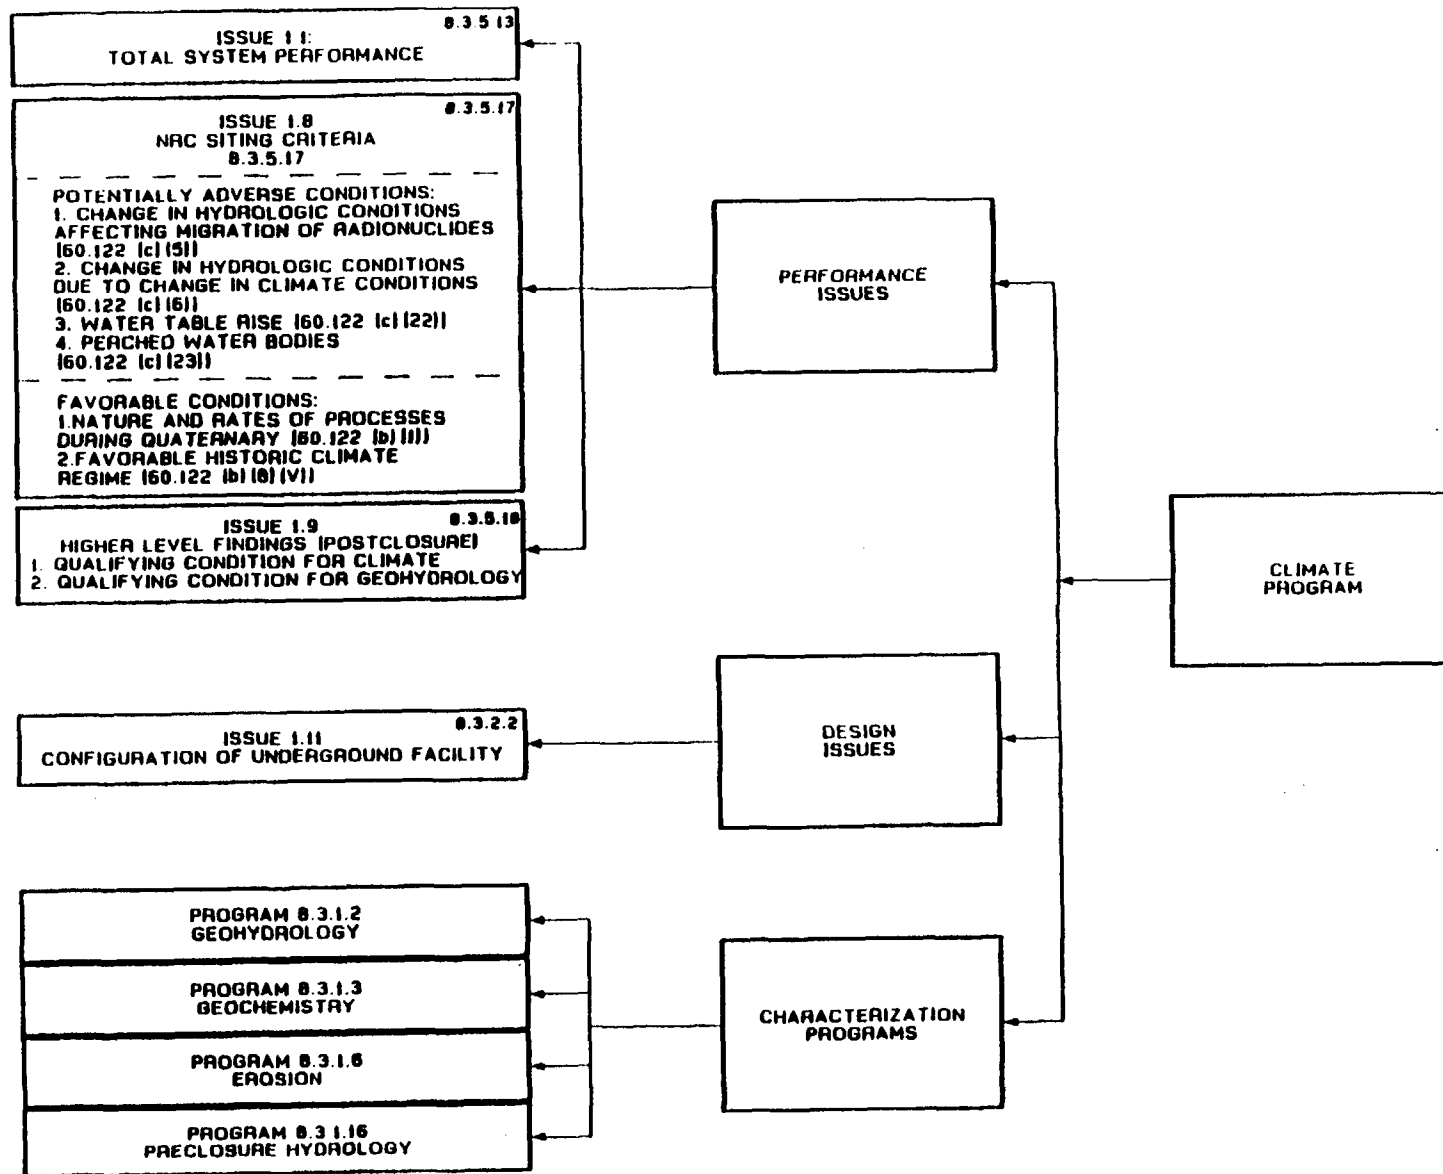 8.3.5.13
ISSUE 1.1:
TOTAL SYSTEM PERFORMANCE
8.3.5.17
ISSUE 1.8
NRC SITING CRITERIA
8.3.5.17
POTENTIALLY ADVERSE CONDITIONS:
1. CHANGE IN HYDROLOGIC CONDITIONS
AFFECTING MIGRATION OF RADIONUCLIDES
[60.122 (c) (5)]
2. CHANGE IN HYDROLOGIC CONDITIONS
DUE TO CHANGE IN CLIMATE CONDITIONS
[60.122 (c) (6)]
3. WATER TABLE RISE [60.122 (c) (22)]
4. PERCHED WATER BODIES
[60.122 (c) (23)]
FAVORABLE CONDITIONS:
1.NATURE AND RATES OF PROCESSES
DURING QUATERNARY [60.122 (b) (1)]
2.FAVORABLE HISTORIC CLIMATE
REGIME [60.122 (b) (8) (V)]
8.3.5.18
ISSUE 1.9
HIGHER LEVEL FINDINGS (POSTCLOSURE)
1. QUALIFYING CONDITION FOR CLIMATE
2. QUALIFYING CONDITION FOR GEOHYDROLOGY
8.3.2.2
ISSUE 1.11
CONFIGURATION OF UNDERGROUND FACILITY
PROGRAM 8.3.1.2
GEOHYDROLOGY
PROGRAM 8.3.1.3
GEOCHEMISTRY
PROGRAM 8.3.1.6
EROSION
PROGRAM 8.3.1.16
PRECLOSURE HYDROLOGY
PERFORMANCE
ISSUES
DESIGN
ISSUES
CHARACTERIZATION
PROGRAMS
CLIMATE
PROGRAM